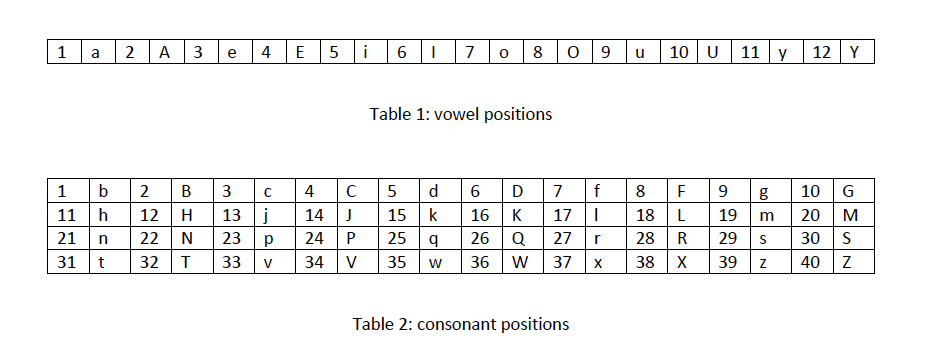 1 a 2 A 3 e 4 E 5 i 6 I 7 o 8 O 9 u 10 U 11 y 12 Y
Table 1: vowel positions
1 b 2 B 3 c 4 C 5 d 6 D 7 f 8 F 9 g 10 G
11 h 12 H 13 j 14 J 15 k 16 K 17 l 18 L 19 m 20 M
21 n 22 N 23 p 24 P 25 q 26 Q 27 r 28 R 29 s 30 S
31 t 32 T 33 v 34 V 35 w 36 W 37 x 38 X 39 z 40 Z
Table 2: consonant positions